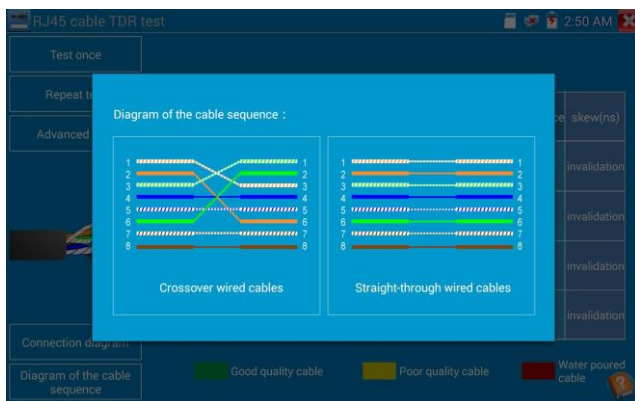 RJ45 cable TDR test
2:50 AM
Test once
Repeat te
Advanced
ce skew(ns)
invalidation
invalidation
invalidation
invalidation
Diagram of the cable sequence :
1 1
2 2
3 3
4 4
5 5
6 6
7 7
8 8
Crossover wired cables
1 1
2 2
3 3
4 4
5 5
6 6
7 7
8 8
Straight-through wired cables
Connection diagram
Diagram of the cable
sequence
Good quality cable
Poor quality cable
Water poured
cable